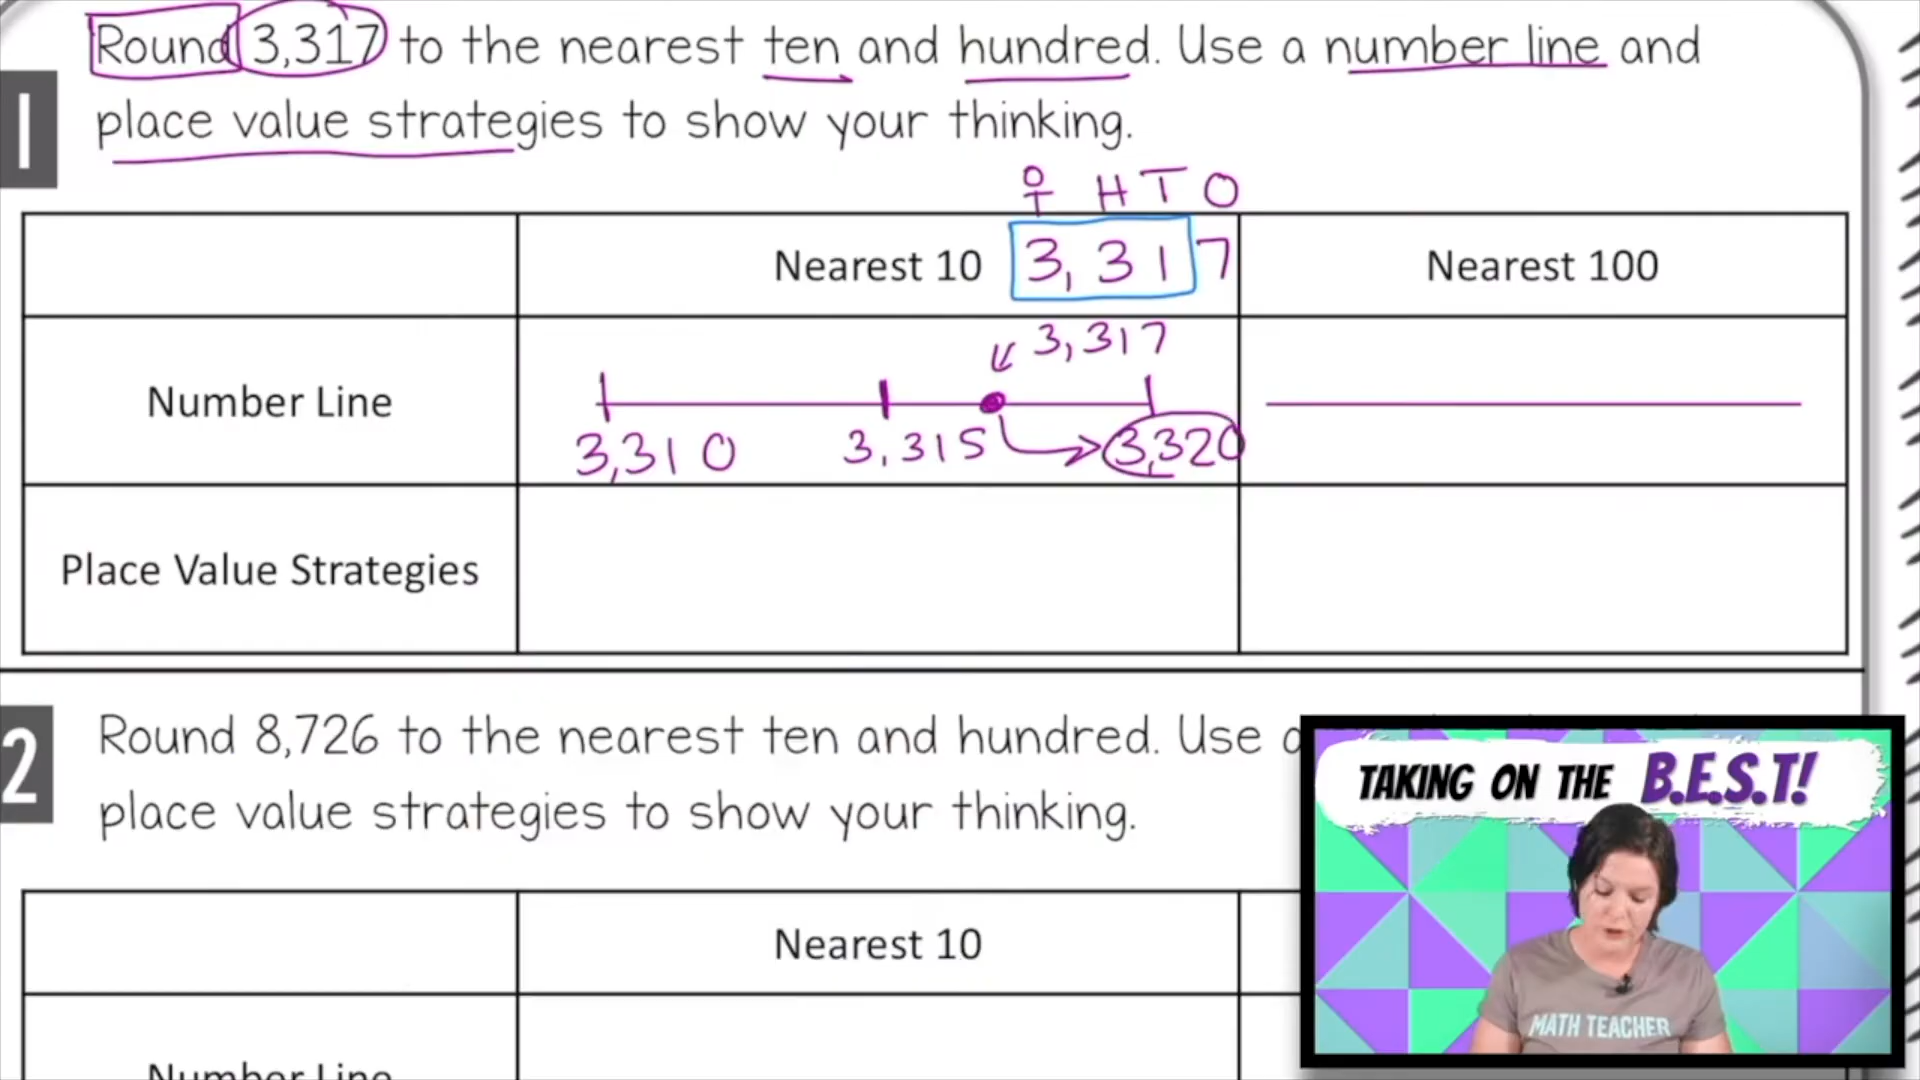 Round 3,317 to the nearest ten and hundred. Use a number line and
1
place value strategies to show your thinking.
H T O
Nearest 10 3,317 Nearest 100
3,317
Number Line
3,310 3,315 3,320
Place Value Strategies
2
Round 8,726 to the nearest ten and hundred. Use
place value strategies to show your thinking.
Nearest 10
Number Line
TAKING ON THE B.E.S.T!
MATH TEACHER